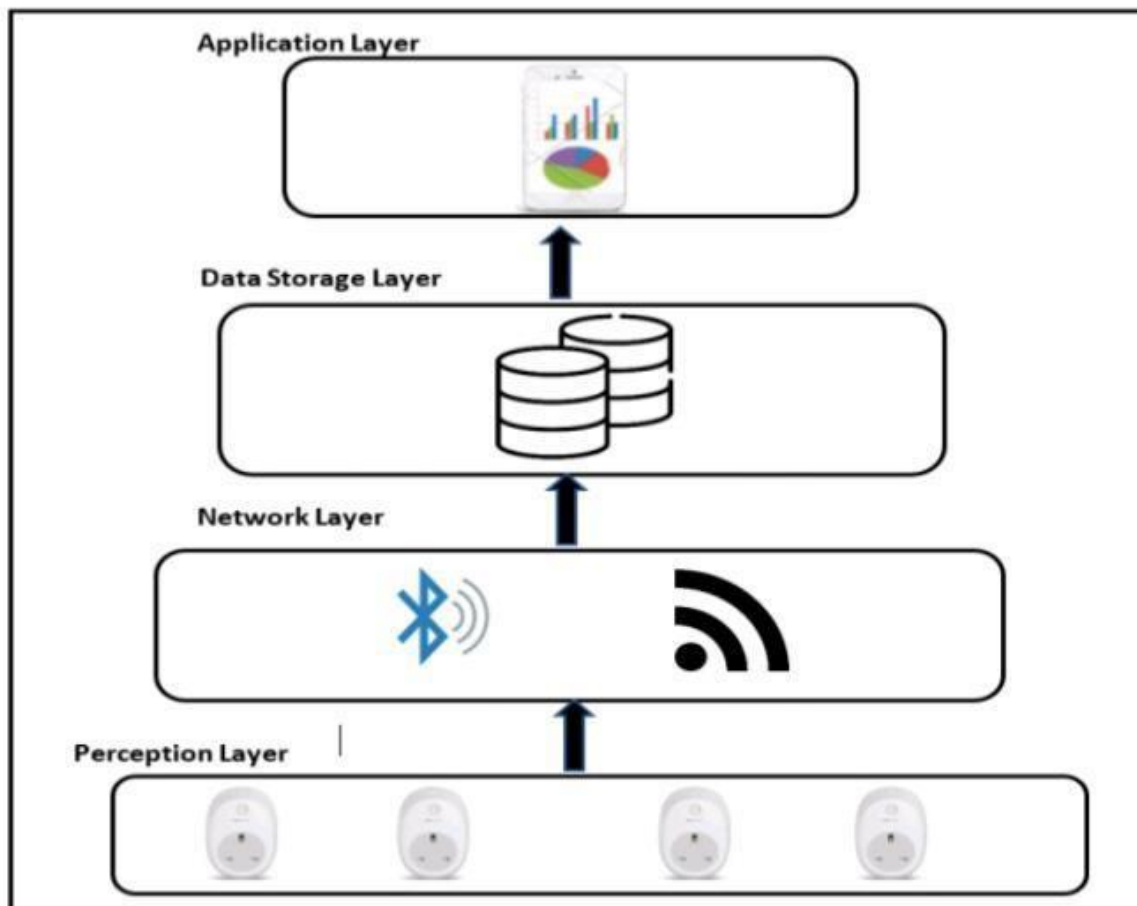 Application Layer
Data Storage Layer
Network Layer
Perception Layer